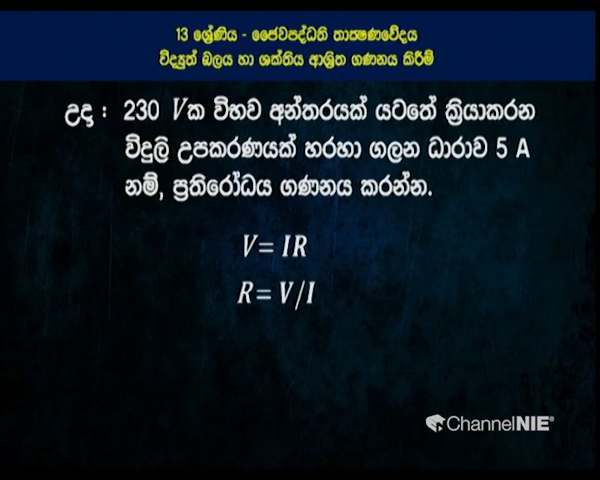 13 ශ්‍රේණිය - ජෛවපද්ධති තාක්ෂණවේදය
විද්‍යුත් බලය හා ශක්තිය ආශ්‍රිත ගණනය කිරීම්
උදා : 230 Vක විභව අන්තරයක් යටතේ ක්‍රියාකරන
විදුලි උපකරණයක් හරහා ගලන ධාරාව 5 A
නම්, ප්‍රතිරෝධය ගණනය කරන්න.
V= IR
R= V/I
ChannelNIE®